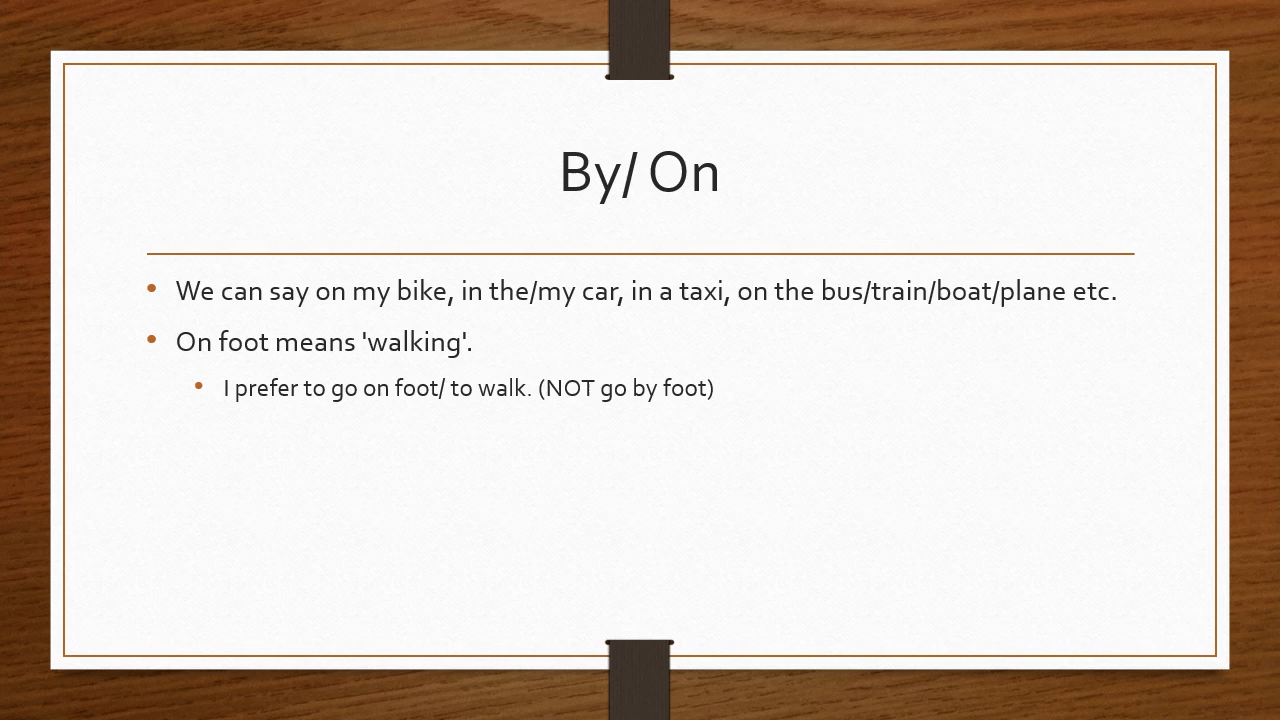 By/ On
• We can say on my bike, in the/my car, in a taxi, on the bus/train/boat/plane etc.
• On foot means 'walking'.
• I prefer to go on foot/ to walk. (NOT go by foot)